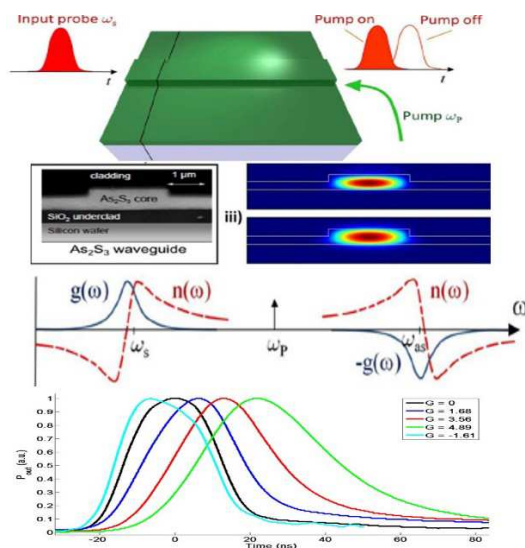 Input probe ωs
Pump on
Pump off
t
t
Pump ωP
cladding
1 μm
As2S3 core
SiO2 underclad
Silicon wafer
As2S3 waveguide
iii)
g(ω)
n(ω)
n(ω)
ω
ωs
ωP
ωas
-g(ω)
1
0.9
0.8
0.7
0.6
0.5
0.4
0.3
0.2
0.1
0
Pout (a.u.)
G = 0
G = 1.68
G = 3.56
G = 4.89
G = -1.61
-20
0
20
40
60
80
Time (ns)